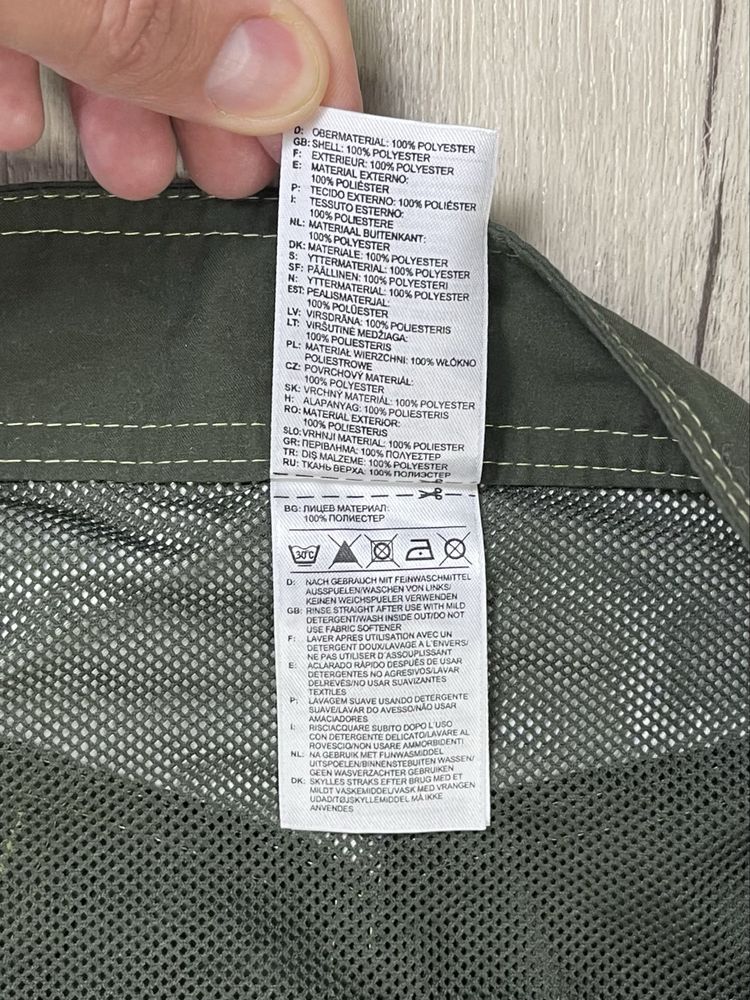 D: OBERMATERIAL: 100% POLYESTER
GB: SHELL: 100% POLYESTER
F: EXTERIEUR: 100% POLYESTER
E: MATERIAL EXTERNO:
100% POLIÉSTER
P: TECIDO EXTERNO: 100% POLIÉSTER
I: TESSUTO ESTERNO:
100% POLIESTERE
NL: MATERIAAL BUITENKANT:
100% POLYESTER
DK: MATERIALE: 100% POLYESTER
S: YTTERMATERIAL: 100% POLYESTER
SF: PÄÄLLINEN: 100% POLYESTERI
N: YTTERMATERIAL: 100% POLYESTER
EST: PEALISMATERJAL:
100% POLÜESTER
LV: VIRSDRĀNA: 100% POLIESTERIS
LT: VIRŠUTINĖ MEDŽIAGA:
100% POLIESTERIS
PL: MATERIAŁ WIERZCHNI: 100% WŁÓKNO
POLIESTROWE
CZ: POVRCHOVÝ MATERIÁL:
100% POLYESTER
SK: VRCHNÝ MATERIÁL: 100% POLYESTER
H: ALAPANYAG: 100% POLIESTERIS
RO: MATERIAL EXTERIOR:
100% POLIESTERIS
SLO: VRHNJI MATERIAL: 100% POLIESTER
GR: ΠΕΡΙΒΛΗΜΑ: 100% ΠΟΛΥΕΣΤΕΡ
TR: DIŞ MALZEME: 100% POLYESTER
RU: ТКАНЬ ВЕРХА: 100% ПОЛИЭСТЕР
BG: ЛИЦЕВ МАТЕРИАЛ:
100% ПОЛИЕСТЕР
30°C
D: NACH GEBRAUCH MIT FEINWASCHMITTEL
AUSSPUELEN/WASCHEN VON LINKS/
KEINEN WEICHSPUELER VERWENDEN
GB: RINSE STRAIGHT AFTER USE WITH MILD
DETERGENT/WASH INSIDE OUT/DO NOT
USE FABRIC SOFTENER
F: LAVER APRES UTILISATION AVEC UN
DETERGENT DOUX/LAVAGE A L'ENVERS/
NE PAS UTILISER D'ASSOUPLISSANT
E: ACLARADO RÁPIDO DESPUÉS DE USAR
DETERGENTES NO AGRESIVOS/LAVAR
DELREVÉS/NO USAR SUAVIZANTES
TEXTILES
P: LAVAGEM SUAVE USANDO DETERGENTE
SUAVE/LAVAR DO AVESSO/NÃO USAR
AMACIADORES
I: RISCIACQUARE SUBITO DOPO L'USO
CON DETERGENTE DELICATO/LAVARE AL
ROVESCIO/NON USARE AMMORBIDENTI
NL: NA GEBRUIK MET FIJNWASMIDDEL
UITSPOELEN/BINNENSTEBUITEN WASSEN/
GEEN WASVERZACHTER GEBRUIKEN
DK: SKYLLES STRAKS EFTER BRUG MED ET
MILDT VASKEMIDDEL/VASK MED VRANGEN
UDAD/TØJSKYLLEMIDDEL MÅ IKKE
ANVENDES